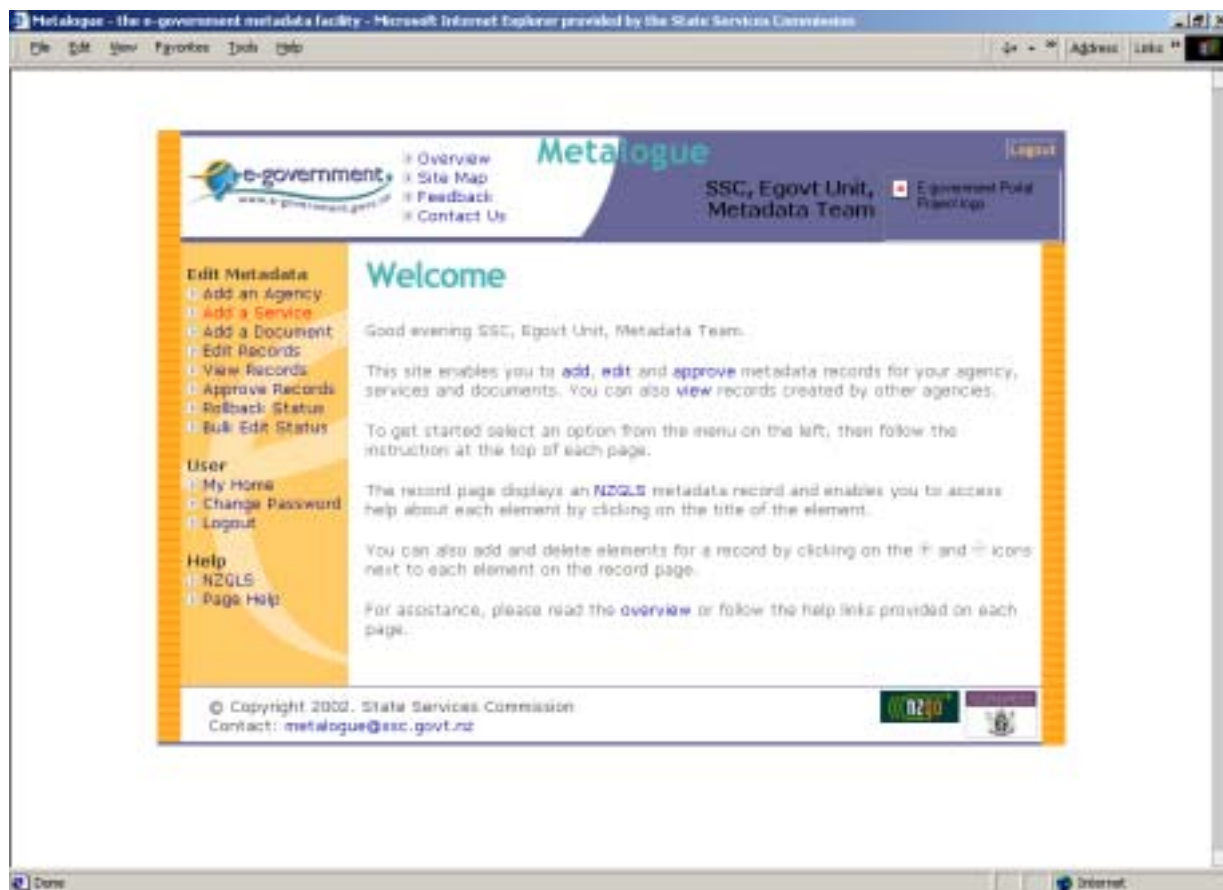 Metalogue - the e-government metadata facility - Microsoft Internet Explorer provided by the State Services Commission
File Edit View Favorites Tools Help
Address Links
e-government
Overview
Site Map
Feedback
Contact Us
Metalogue
Logout
SSC, Egovt Unit,
Metadata Team
E-government Portal
Project logo
Edit Metadata
Add an Agency
Add a Service
Add a Document
Edit Records
View Records
Approve Records
Rollback Status
Bulk Edit Status
User
My Home
Change Password
Logout
Help
NZGLS
Page Help
Welcome
Good evening SSC, Egovt Unit, Metadata Team.
This site enables you to add, edit and approve metadata records for your agency,
services and documents. You can also view records created by other agencies.
To get started select an option from the menu on the left, then follow the
instruction at the top of each page.
The record page displays an NZGLS metadata record and enables you to access
help about each element by clicking on the title of the element.
You can also add and delete elements for a record by clicking on the + and - icons
next to each element on the record page.
For assistance, please read the overview or follow the help links provided on each
page.
© Copyright 2002. State Services Commission
Contact: metalogue@ssc.govt.nz
nzgo
Done
Internet